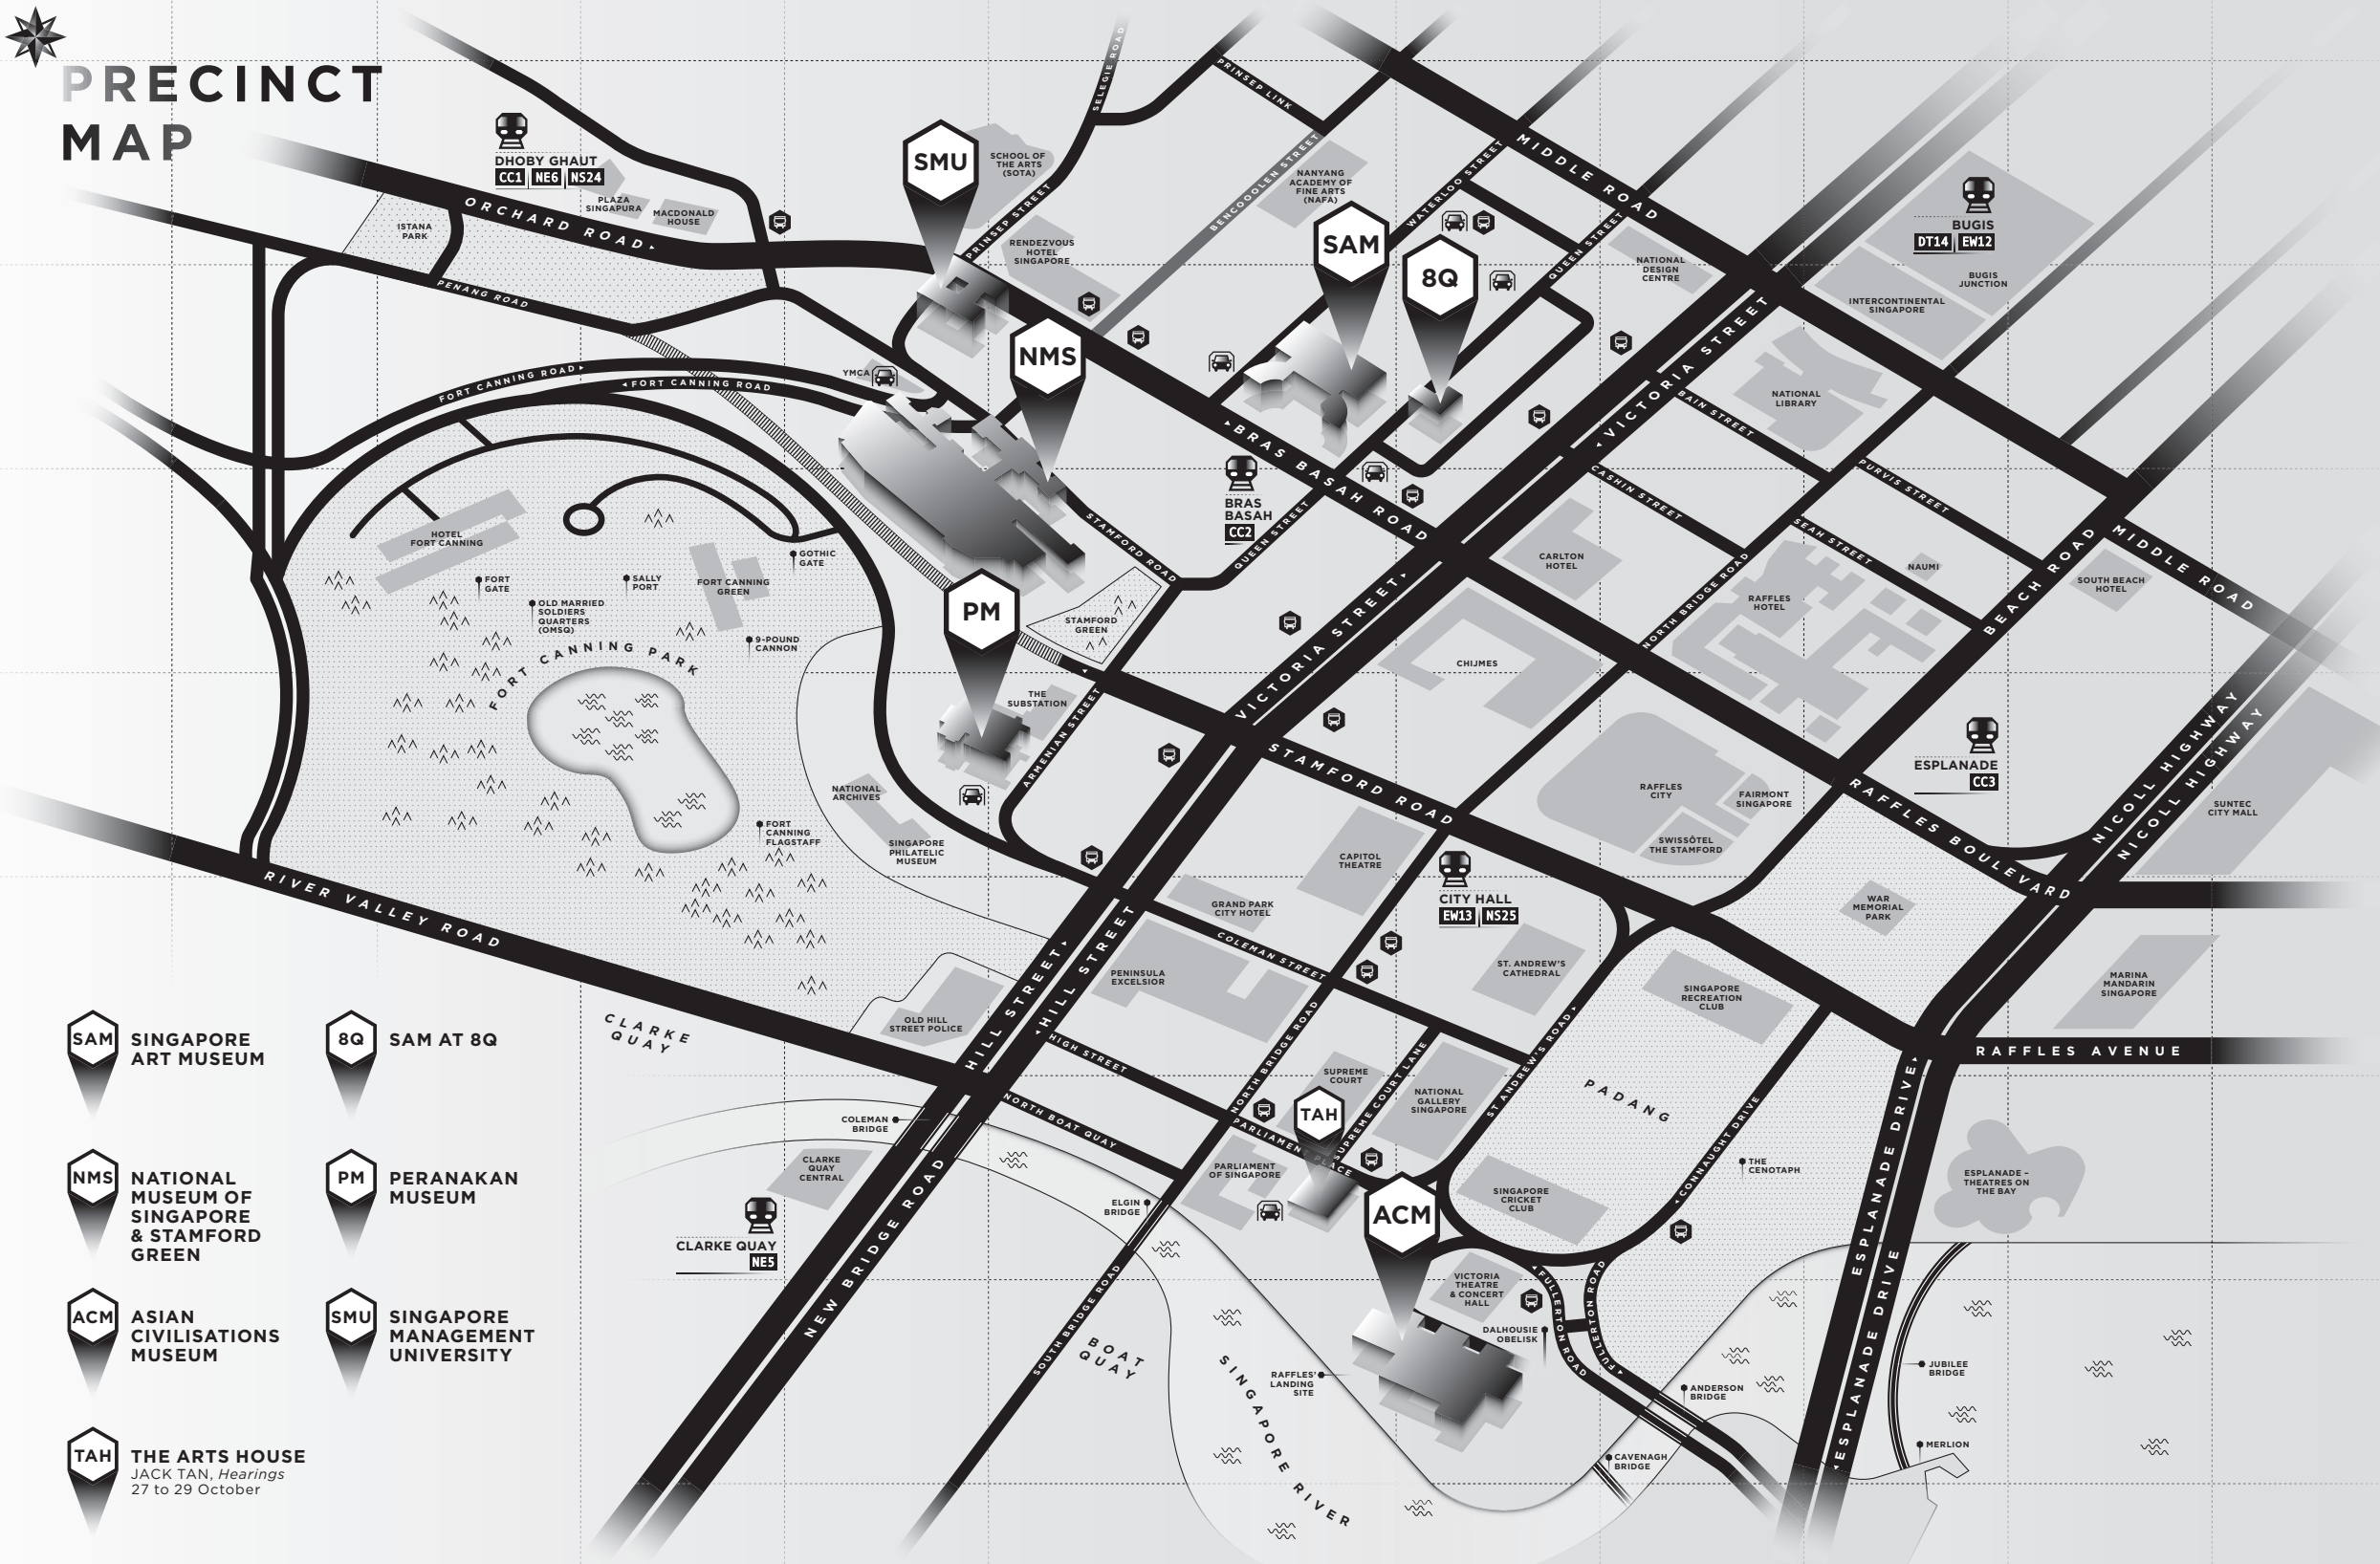 PRECINCT
MAP
DHOBY GHAUT
CC1 NE6 NS24
PLAZA
SINGAPURA
MACDONALD
HOUSE
ISTANA
PARK
ORCHARD ROAD
PENANG ROAD
FORT CANNING ROAD
FORT CANNING ROAD
SMU
SCHOOL OF
THE ARTS
(SOTA)
SELEGIE ROAD
PRINSEP LINK
PRINSEP STREET
RENDEZVOUS
HOTEL
SINGAPORE
BENCOOLEN STREET
NANYANG
ACADEMY OF
FINE ARTS
(NAFA)
WATERLOO STREET
MIDDLE ROAD
SAM
8Q
QUEEN STREET
NATIONAL
DESIGN
CENTRE
BUGIS
DT14 EW12
BUGIS
JUNCTION
INTERCONTINENTAL
SINGAPORE
NMS
YMCA
VICTORIA STREET
NATIONAL
LIBRARY
BAIN STREET
BRAS BASAH ROAD
BRAS
BASAH
CC2
QUEEN STREET
STAMFORD ROAD
CASHIN STREET
PURVIS STREET
SEAH STREET
NAUMI
BEACH ROAD
MIDDLE ROAD
SOUTH BEACH
HOTEL
CARLTON
HOTEL
NORTH BRIDGE ROAD
RAFFLES
HOTEL
HOTEL
FORT CANNING
GOTHIC
GATE
FORT
GATE
SALLY
PORT
FORT CANNING
GREEN
OLD MARRIED
SOLDIERS
QUARTERS
(OMSQ)
9-POUND
CANNON
FORT CANNING PARK
PM
STAMFORD
GREEN
VICTORIA STREET
CHIJMES
THE
SUBSTATION
ARMENIAN STREET
STAMFORD ROAD
NATIONAL
ARCHIVES
SINGAPORE
PHILATELIC
MUSEUM
FORT
CANNING
FLAGSTAFF
RAFFLES
CITY
FAIRMONT
SINGAPORE
SWISSÔTEL
THE STAMFORD
ESPLANADE
CC3
RAFFLES BOULEVARD
NICOLL HIGHWAY
NICOLL HIGHWAY
SUNTEC
CITY MALL
CAPITOL
THEATRE
CITY HALL
EW13 NS25
GRAND PARK
CITY HOTEL
COLEMAN STREET
WAR
MEMORIAL
PARK
RIVER VALLEY ROAD
HILL STREET
HILL STREET
PENINSULA
EXCELSIOR
ST. ANDREW'S
CATHEDRAL
SINGAPORE
RECREATION
CLUB
MARINA
MANDARIN
SINGAPORE
OLD HILL
STREET POLICE
CLARKE
QUAY
HIGH STREET
NORTH BRIDGE ROAD
SUPREME
COURT
SUPREME COURT LANE
NATIONAL
GALLERY
SINGAPORE
ST ANDREW'S ROAD
PADANG
RAFFLES AVENUE
CONNAUGHT DRIVE
TAH
COLEMAN
BRIDGE
NORTH BOAT QUAY
PARLIAMENT PLACE
PARLIAMENT
OF SINGAPORE
THE
CENOTAPH
ESPLANADE –
THEATRES ON
THE BAY
ESPLANADE DRIVE
ESPLANADE DRIVE
ESPLANADE DRIVE
CLARKE
QUAY
CENTRAL
CLARKE QUAY
NE5
ELGIN
BRIDGE
ACM
SINGAPORE
CRICKET
CLUB
NEW BRIDGE ROAD
SOUTH BRIDGE ROAD
BOAT
QUAY
SINGAPORE RIVER
VICTORIA
THEATRE
& CONCERT
HALL
FULLERTON ROAD
FULLERTON ROAD
DALHOUSIE
OBELISK
RAFFLES'
LANDING
SITE
ANDERSON
BRIDGE
CAVENAGH
BRIDGE
JUBILEE
BRIDGE
MERLION
SAM
SINGAPORE
ART MUSEUM
8Q
SAM AT 8Q
NMS
NATIONAL
MUSEUM OF
SINGAPORE
& STAMFORD
GREEN
PM
PERANAKAN
MUSEUM
ACM
ASIAN
CIVILISATIONS
MUSEUM
SMU
SINGAPORE
MANAGEMENT
UNIVERSITY
TAH
THE ARTS HOUSE
JACK TAN, Hearings
27 to 29 October